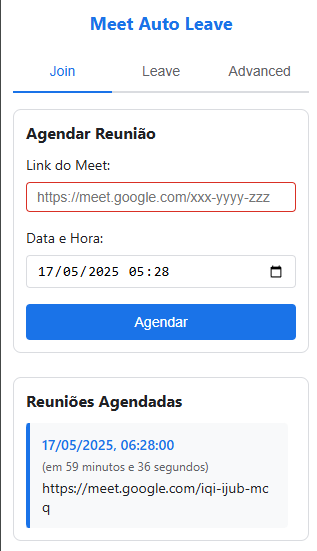 Meet Auto Leave
Join Leave Advanced
Agendar Reunião
Link do Meet:
https://meet.google.com/xxx-yyyy-zzz
Data e Hora:
17/05/2025 05:28
Agendar
Reuniões Agendadas
17/05/2025, 06:28:00
(em 59 minutos e 36 segundos)
https://meet.google.com/iqi-ijub-mc
q